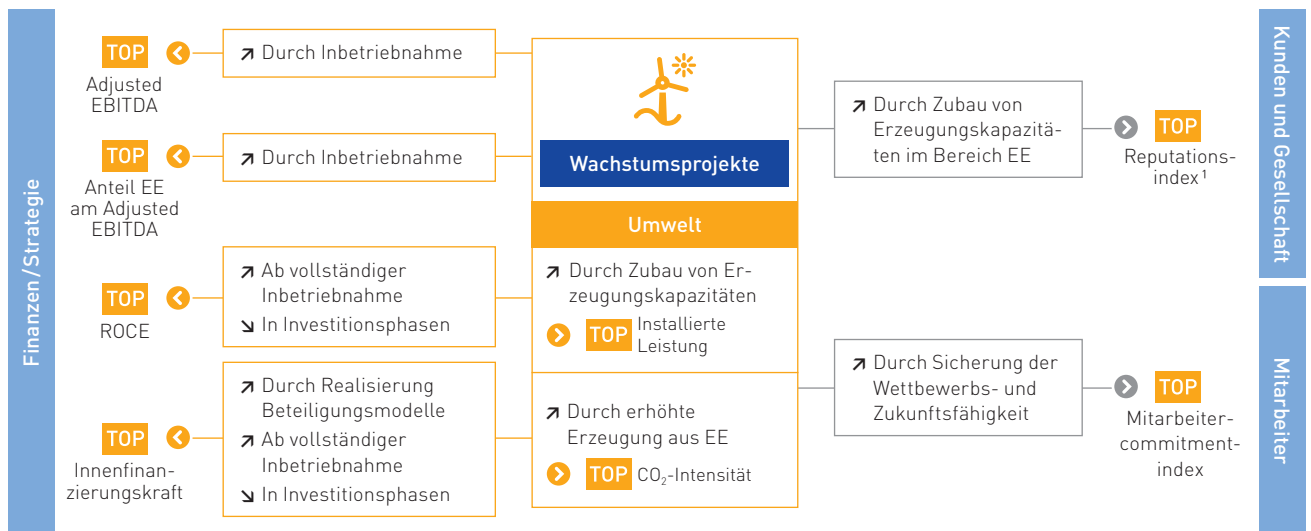 Finanzen/Strategie
TOP
Adjusted
EBITDA
↗ Durch Inbetriebnahme
TOP
Anteil EE
am Adjusted
EBITDA
↗ Durch Inbetriebnahme
TOP
ROCE
↗ Ab vollständiger
Inbetriebnahme
↘ In Investitionsphasen
TOP
Innenfinan-
zierungskraft
↗ Durch Realisierung
Beteiligungsmodelle
↗ Ab vollständiger
Inbetriebnahme
↘ In Investitionsphasen
Wachstumsprojekte
Umwelt
↗ Durch Zubau von Er-
zeugungskapazitäten
TOP Installierte
Leistung
↗ Durch erhöhte
Erzeugung aus EE
TOP CO₂-Intensität
↗ Durch Zubau von
Erzeugungskapazitä-
ten im Bereich EE
TOP
Reputations-
index¹
↗ Durch Sicherung der
Wettbewerbs- und
Zukunftsfähigkeit
TOP
Mitarbeiter-
commitment-
index
Kunden und Gesellschaft
Mitarbeiter